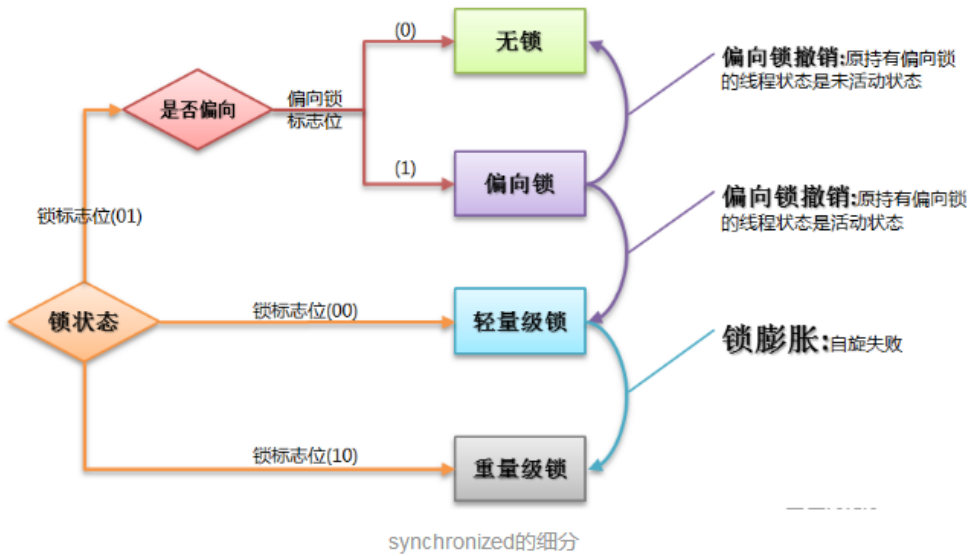 (0)
无锁
偏向锁撤销:原持有偏向锁
的线程状态是未活动状态
是否偏向
偏向锁
标志位
(1)
偏向锁
偏向锁撤销:原持有偏向锁
的线程状态是活动状态
锁标志位(01)
锁状态
锁标志位(00)
轻量级锁
锁膨胀:自旋失败
锁标志位(10)
重量级锁
synchronized的细分